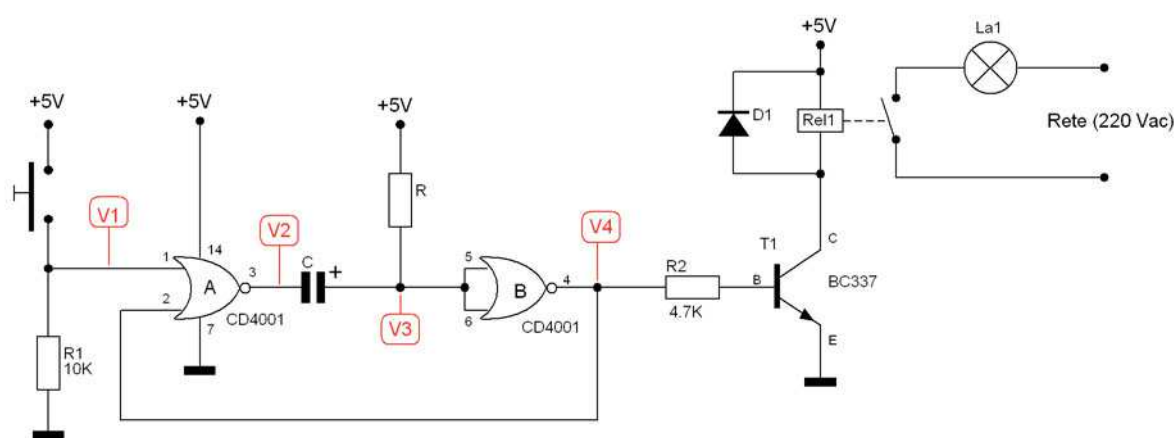 +5V
La1
+5V
+5V
+5V
D1
Rel1
Rete (220 Vac)
R
V1
V2
V4
14
1
A
3
C
+
5
B
4
T1
C
R2
B
BC337
2
7
CD4001
6
CD4001
4.7K
V3
E
R1
10K